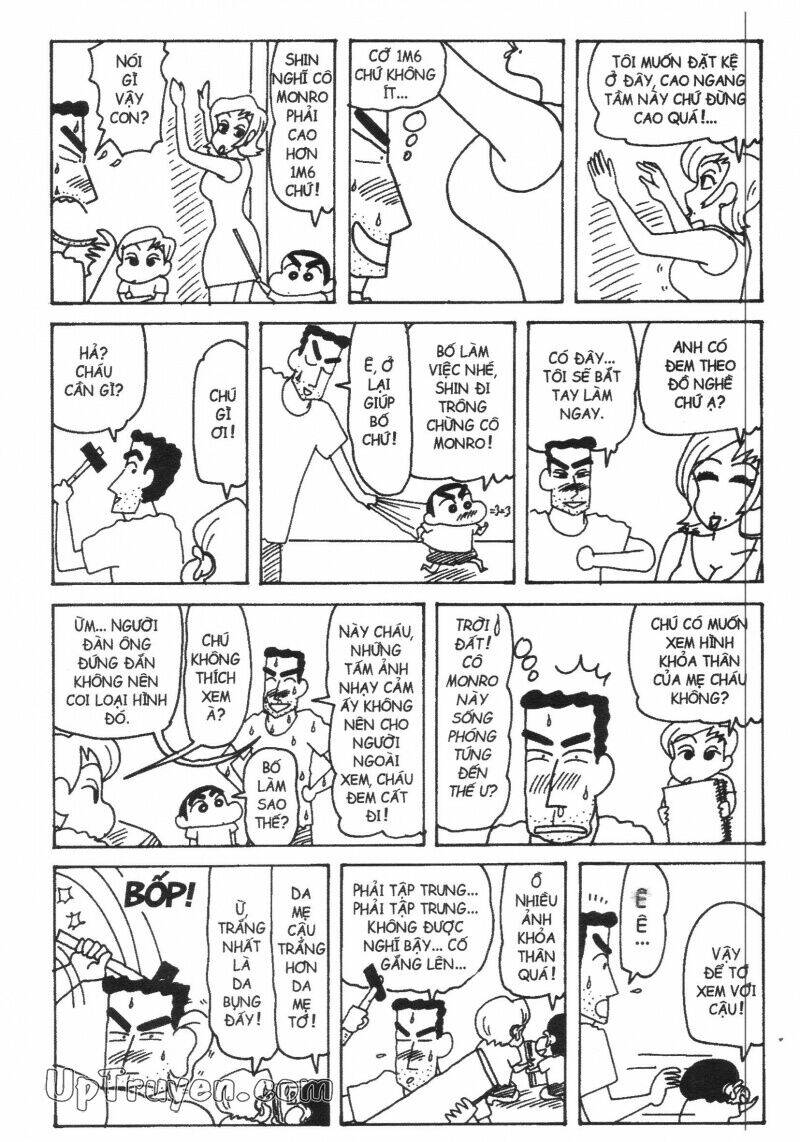 TÔI MUỐN ĐẶT KỆ
Ở ĐÂY, CAO NGANG
TẦM NÀY CHỨ ĐỪNG
CAO QUÁ!...
CỠ 1M6
CHỨ KHÔNG
ÍT...
SHIN
NGHĨ CÔ
MONRO
PHẢI
CAO
HƠN
1M6
CHỨ!
NÓI
GÌ
VẬY
CON?
ANH CÓ
ĐEM THEO
ĐỒ NGHỀ
CHỨ Ạ?
CÓ ĐÂY...
TÔI SẼ BẮT
TAY LÀM
NGAY.
BỐ LÀM
VIỆC NHÉ,
SHIN ĐI
TRÔNG
CHỪNG CÔ
MONRO!
Ê, Ở
LẠI
GIÚP
BỐ
CHỨ!
=3=3
CHÚ
GÌ
ƠI!
HẢ?
CHÁU
CẦN GÌ?
CHÚ CÓ MUỐN
XEM HÌNH
KHỎA THÂN
CỦA MẸ CHÁU
KHÔNG?
TRỜI
ĐẤT!
CÔ
MONRO
NÀY
SỐNG
PHÓNG
TÚNG
ĐẾN
THẾ Ư?
NÀY CHÁU,
NHỮNG
TẤM ẢNH
NHẠY CẢM
ẤY KHÔNG
NÊN CHO
NGƯỜI
NGOÀI
XEM, CHÁU
ĐEM CẤT
ĐI!
CHÚ
KHÔNG
THÍCH
XEM
À?
BỐ
LÀM
SAO
THẾ?
ỪM... NGƯỜI
ĐÀN ÔNG
ĐỨNG ĐẮN
KHÔNG NÊN
COI LOẠI HÌNH
ĐÓ.
VẬY
ĐỂ TỚ
XEM VỚI
CẬU!
Ê
Ê...
Ồ
NHIỀU
ẢNH
KHỎA
THÂN
QUÁ!
PHẢI TẬP TRUNG...
PHẢI TẬP TRUNG...
KHÔNG ĐƯỢC
NGHĨ BẬY... CỐ
GẮNG LÊN...
DA
MẸ
CẬU
TRẮNG
HƠN
DA
MẸ
TỚ!
Ừ,
TRẮNG
NHẤT
LÀ
DA
BỤNG
ĐẤY!
BỐP!
UpTruyen.com